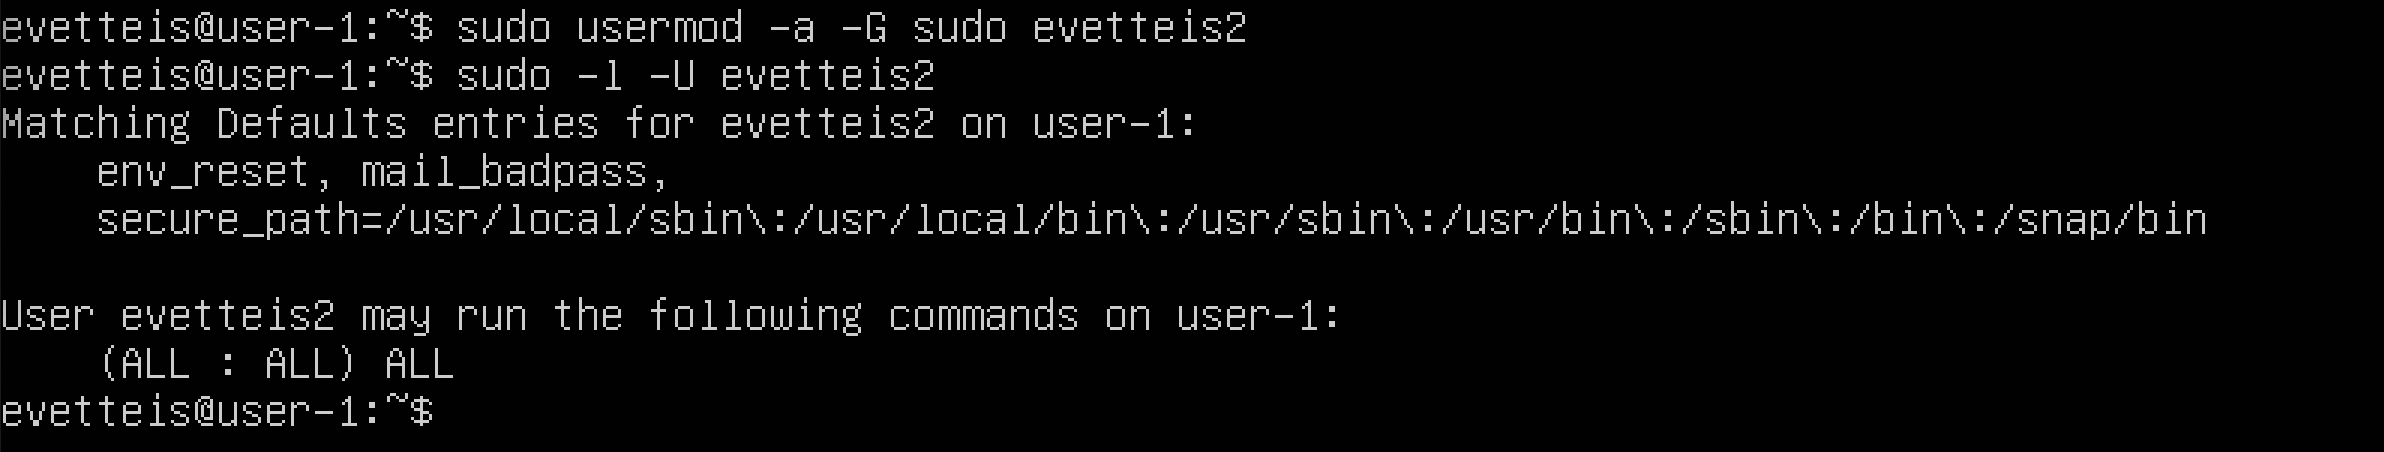 evetteis@user-1:~$ sudo usermod -a -G sudo evetteis2
evetteis@user-1:~$ sudo -l -U evetteis2
Matching Defaults entries for evetteis2 on user-1:
    env_reset, mail_badpass,
    secure_path=/usr/local/sbin\:/usr/local/bin\:/usr/sbin\:/usr/bin\:/sbin\:/bin\:/snap/bin

User evetteis2 may run the following commands on user-1:
    (ALL : ALL) ALL
evetteis@user-1:~$